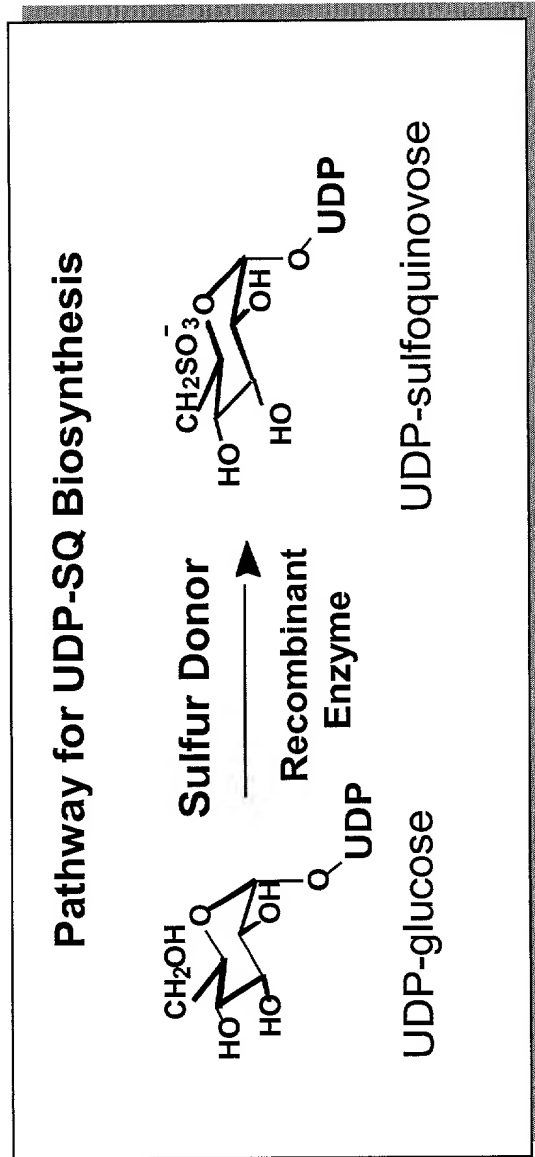 Pathway for UDP-SQ Biosynthesis
CH₂OH
O
HO
HO
OH
O
UDP
UDP-glucose
Sulfur Donor
Recombinant
Enzyme
CH₂SO₃⁻
O
HO
HO
OH
O
UDP
UDP-sulfoquinovose